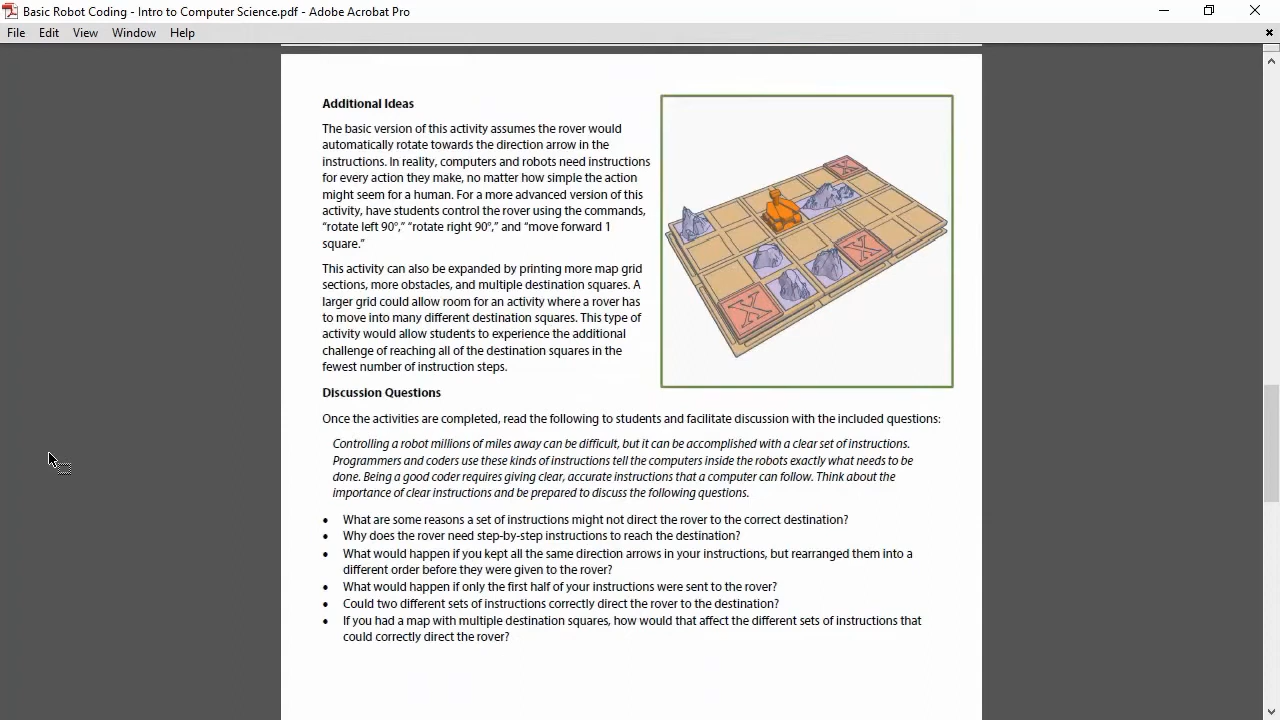 Basic Robot Coding - Intro to Computer Science.pdf - Adobe Acrobat Pro
File Edit View Window Help
Additional Ideas
The basic version of this activity assumes the rover would
automatically rotate towards the direction arrow in the
instructions. In reality, computers and robots need instructions
for every action they make, no matter how simple the action
might seem for a human. For a more advanced version of this
activity, have students control the rover using the commands,
“rotate left 90°,” “rotate right 90°,” and “move forward 1
square.”
This activity can also be expanded by printing more map grid
sections, more obstacles, and multiple destination squares. A
larger grid could allow room for an activity where a rover has
to move into many different destination squares. This type of
activity would allow students to experience the additional
challenge of reaching all of the destination squares in the
fewest number of instruction steps.
X
X
X
Discussion Questions
Once the activities are completed, read the following to students and facilitate discussion with the included questions:
Controlling a robot millions of miles away can be difficult, but it can be accomplished with a clear set of instructions.
Programmers and coders use these kinds of instructions tell the computers inside the robots exactly what needs to be
done. Being a good coder requires giving clear, accurate instructions that a computer can follow. Think about the
importance of clear instructions and be prepared to discuss the following questions.
• What are some reasons a set of instructions might not direct the rover to the correct destination?
• Why does the rover need step-by-step instructions to reach the destination?
• What would happen if you kept all the same direction arrows in your instructions, but rearranged them into a
different order before they were given to the rover?
• What would happen if only the first half of your instructions were sent to the rover?
• Could two different sets of instructions correctly direct the rover to the destination?
• If you had a map with multiple destination squares, how would that affect the different sets of instructions that
could correctly direct the rover?